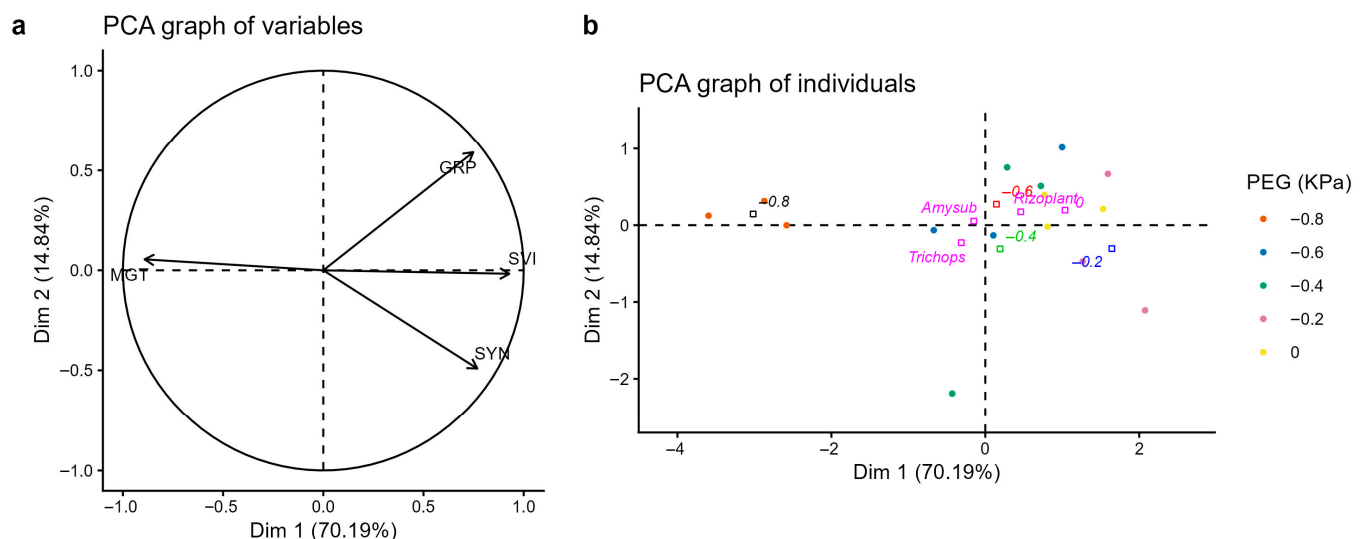 a
PCA graph of variables
1.0
0.5
0.0
−0.5
−1.0
Dim 2 (14.84%)
GRP
SVI
MGT
SYN
−1.0
−0.5
0.0
0.5
1.0
Dim 1 (70.19%)
b
PCA graph of individuals
1
0
−1
−2
Dim 2 (14.84%)
−0.8
−0.6
Rizoplant
0
Amysub
−0.4
Trichops
−0.2
−4
−2
0
2
Dim 1 (70.19%)
PEG (KPa)
−0.8
−0.6
−0.4
−0.2
0